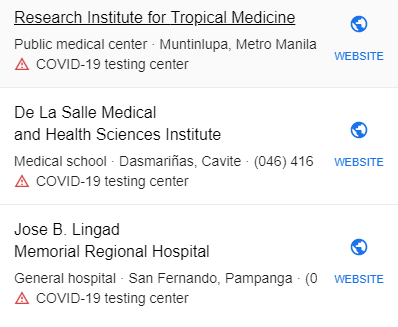 Research Institute for Tropical Medicine
Public medical center · Muntinlupa, Metro Manila
WEBSITE
COVID-19 testing center
De La Salle Medical
and Health Sciences Institute
Medical school · Dasmariñas, Cavite · (046) 416
WEBSITE
COVID-19 testing center
Jose B. Lingad
Memorial Regional Hospital
General hospital · San Fernando, Pampanga · (0
WEBSITE
COVID-19 testing center